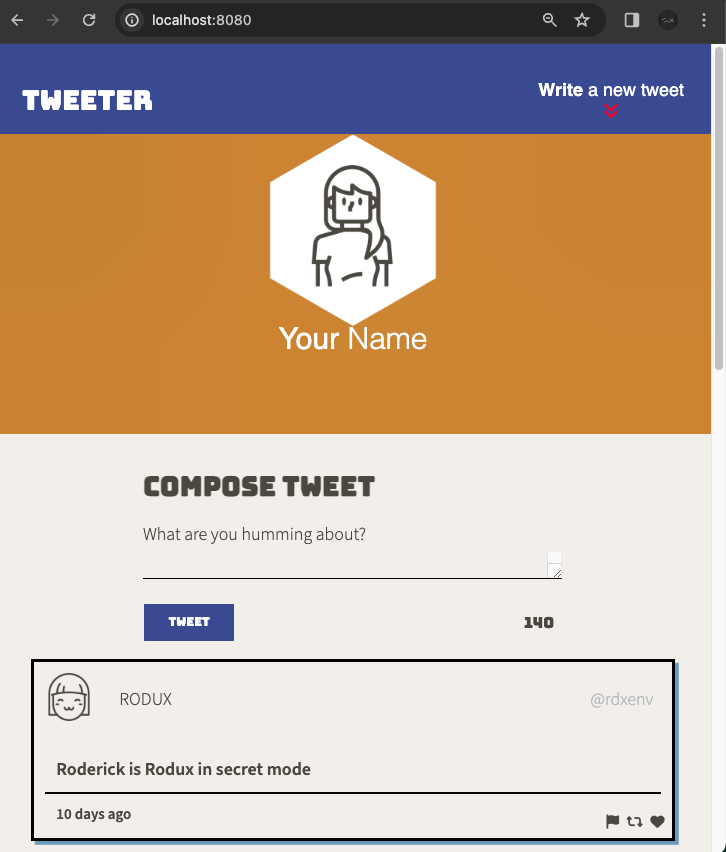 localhost:8080
TWEETER
Write a new tweet
Your Name
COMPOSE TWEET
What are you humming about?
TWEET
140
RODUX
@rdxenv
Roderick is Rodux in secret mode
10 days ago